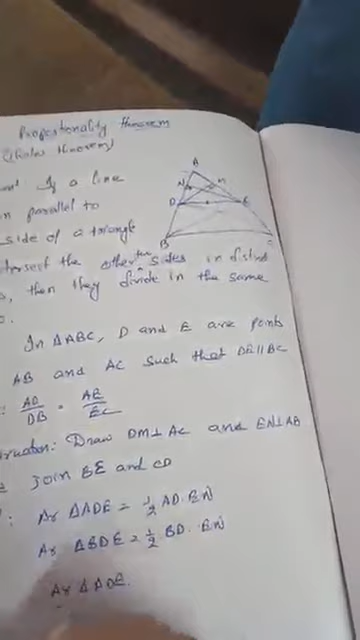 Proportionality theorem
(Thales theorem)
If a line
parallel to
side of a triangle
the other two sides in distinct
then they divide in the same
A
N
M
D
E
B
C
In ΔABC, D and E are points
AB and AC such that DE||BC
AD/DB = AE/EC
Draw DM⊥AC and EN⊥AB
Join BE and CD
Ar ΔADE = 1/2 AD. EN
Ar ΔBDE = 1/2 BD. EN
Ar ΔADE.